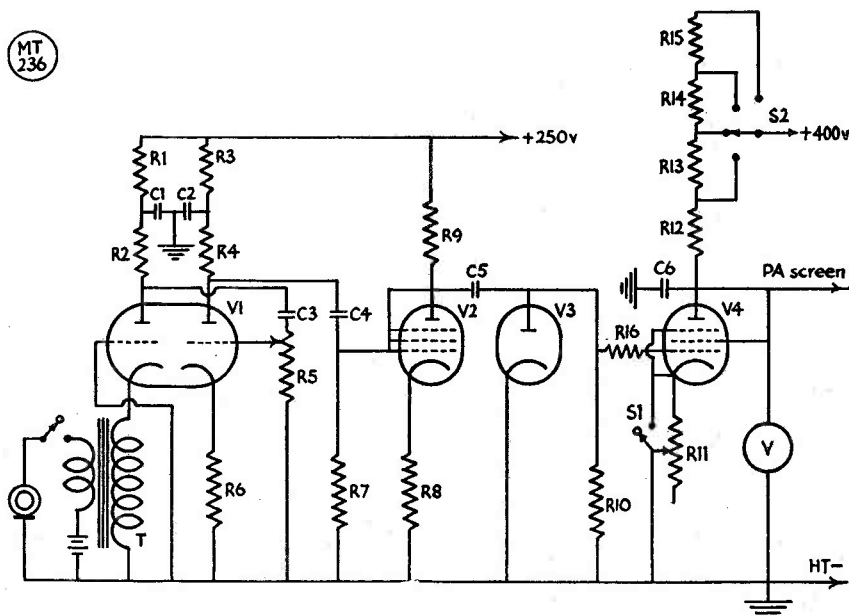 MT
236
R15
R14
S2
+400v
R13
R12
R1
R3
+250v
C1
C2
R2
R4
R9
C5
C6
PA screen
V1
C3
C4
V2
V3
V4
R16
R5
S1
R11
V
R6
R7
R8
R10
T
HT-